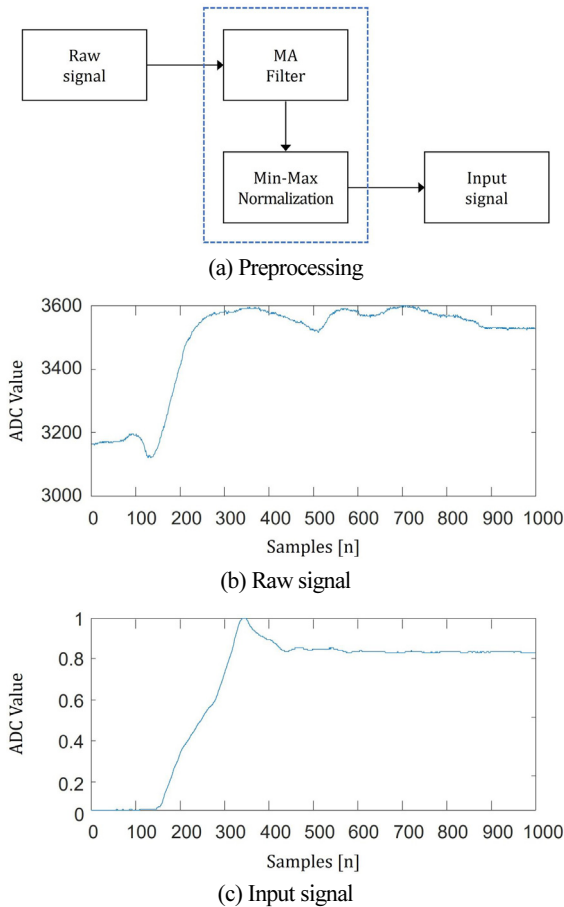 Raw
signal
MA
Filter
Min-Max
Normalization
Input
signal
(a) Preprocessing
3600
3400
3200
3000
ADC Value
0 100 200 300 400 500 600 700 800 900 1000
Samples [n]
(b) Raw signal
1
0.8
0.6
0.4
0.2
0
ADC Value
0 100 200 300 400 500 600 700 800 900 1000
Samples [n]
(c) Input signal